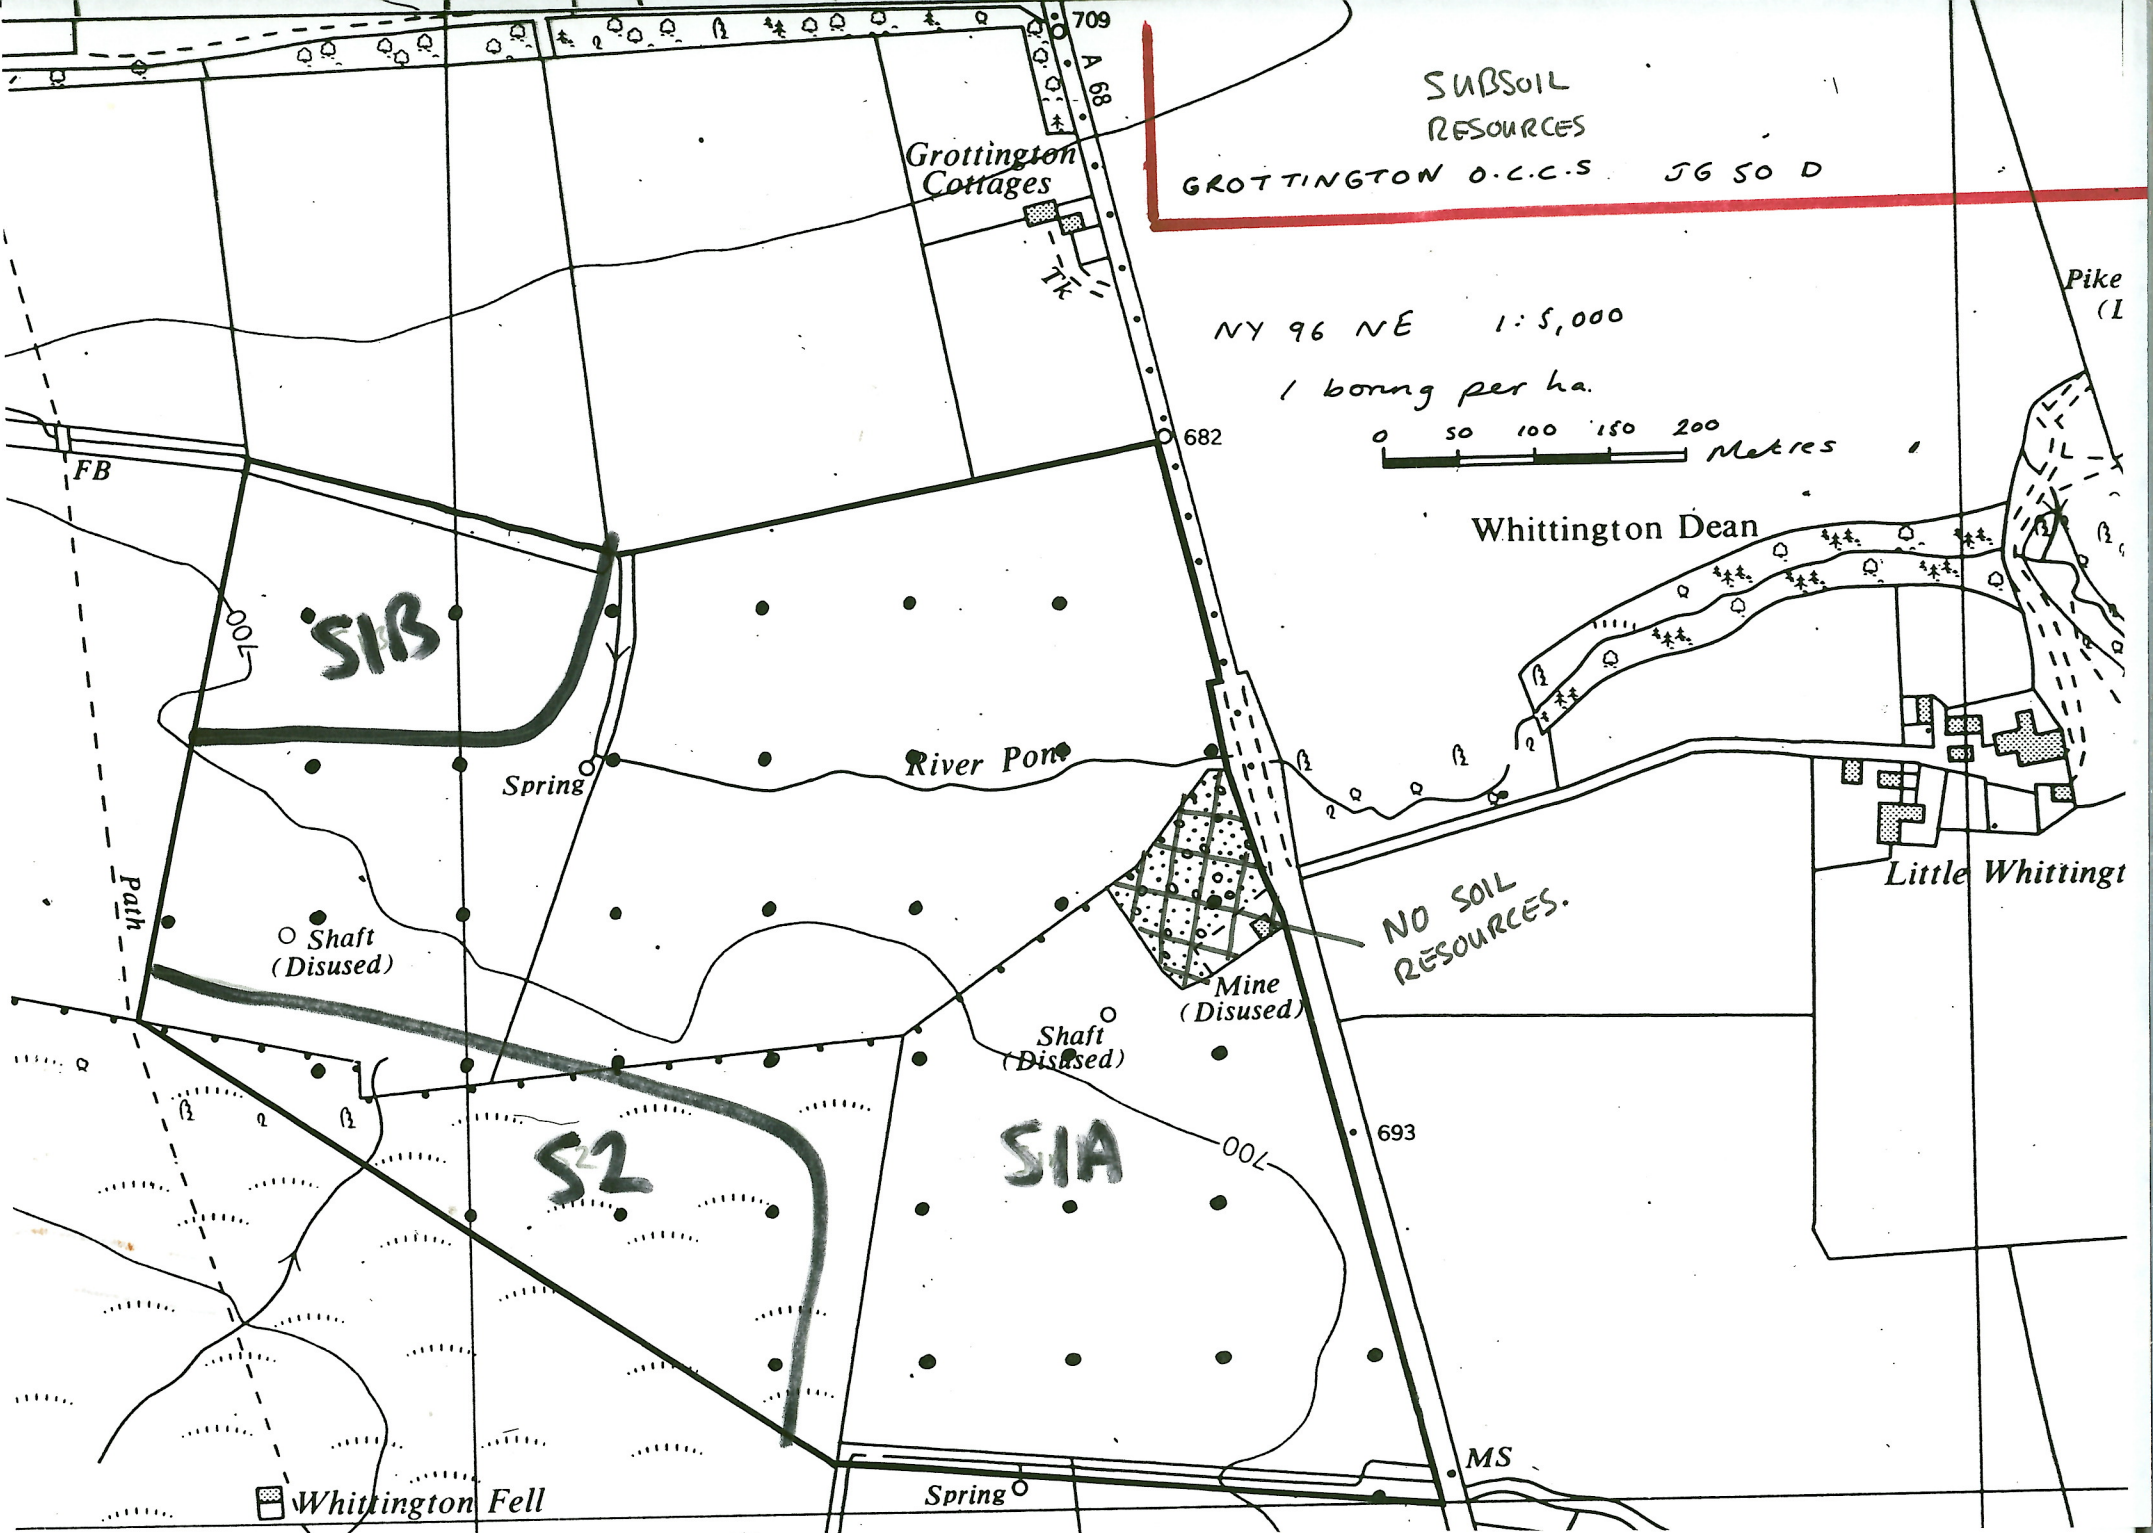 709
A 68
SUBSOIL
RESOURCES
GROTTINGTON O.C.C.S. JG 50 D
Grottington
Cottages
Tk
Pike
NY 96 NE 1:5,000
1 boring per ha.
0 50 100 150 200
Metres
682
FB
Whittington Dean
700
S1B
River Pont
Spring
Path
Shaft
(Disused)
Little Whittingt
NO SOIL
RESOURCES.
Mine
(Disused)
Shaft
(Disused)
S2
S1A
693
700
MS
Spring
Whittington Fell